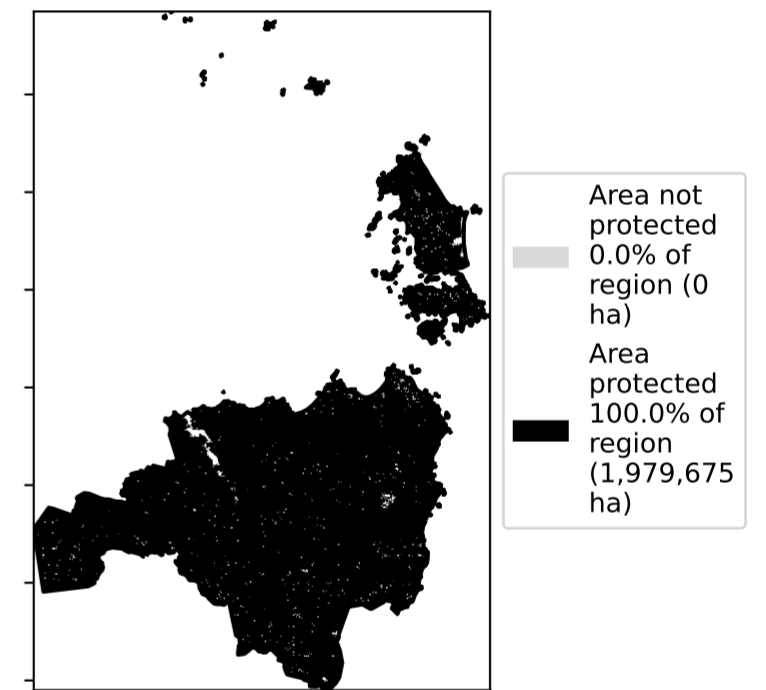 Area not
protected
0.0% of
region (0
ha)
Area
protected
100.0% of
region
(1,979,675
ha)